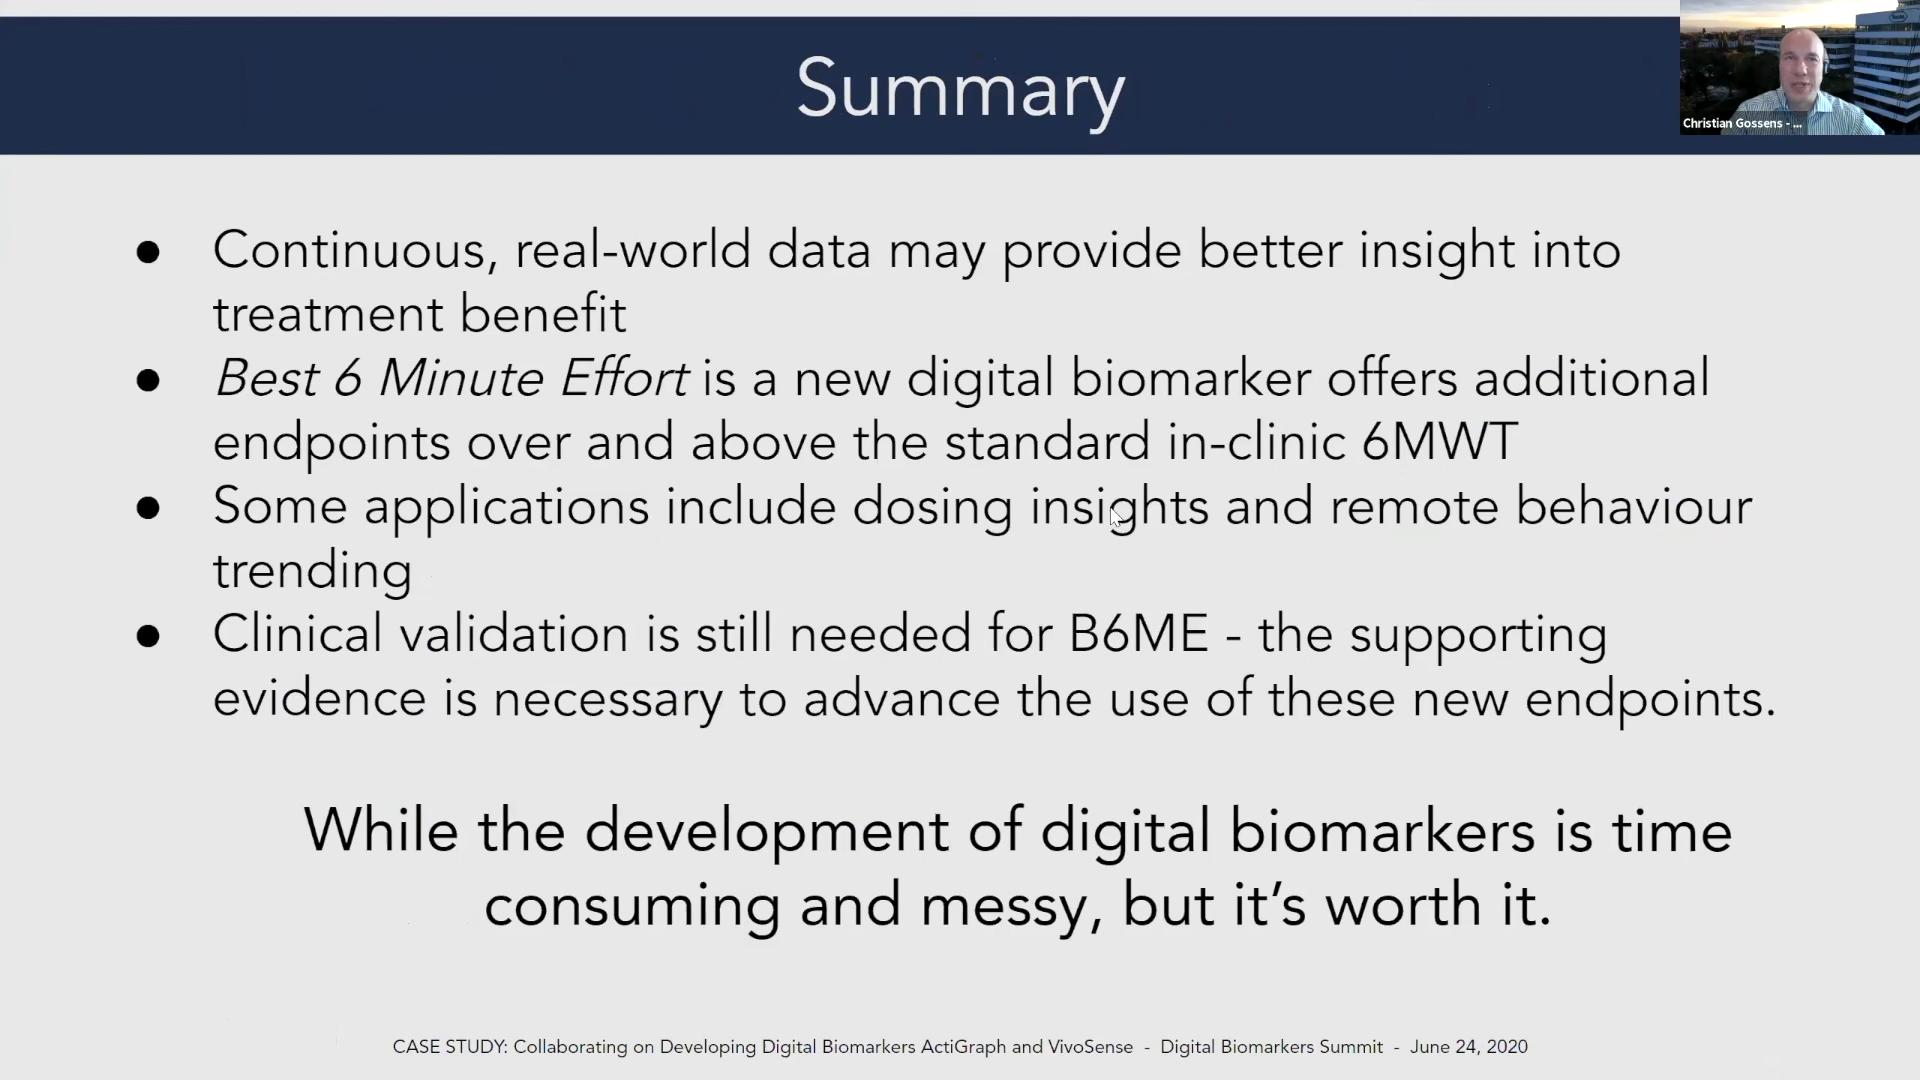 Summary
Christian Gossens - ...
● Continuous, real-world data may provide better insight into
treatment benefit
● Best 6 Minute Effort is a new digital biomarker offers additional
endpoints over and above the standard in-clinic 6MWT
● Some applications include dosing insights and remote behaviour
trending
● Clinical validation is still needed for B6ME - the supporting
evidence is necessary to advance the use of these new endpoints.
While the development of digital biomarkers is time
consuming and messy, but it’s worth it.
CASE STUDY: Collaborating on Developing Digital Biomarkers ActiGraph and VivoSense - Digital Biomarkers Summit - June 24, 2020